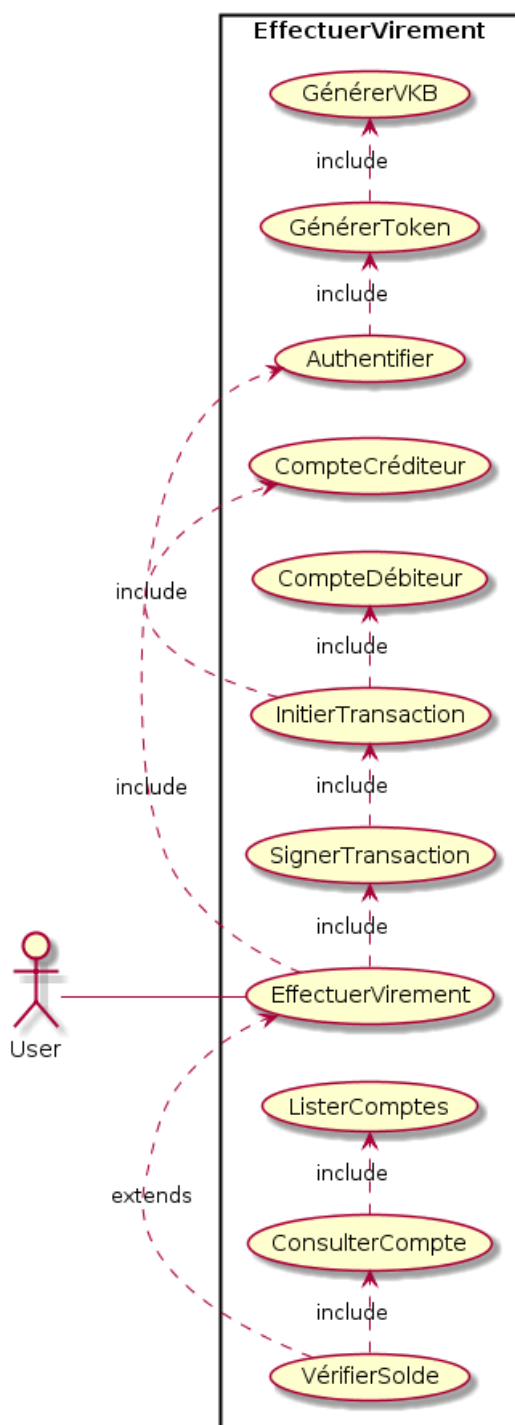 EffectuerVirement
GénérerVKB
include
GénérerToken
include
Authentifier
CompteCréditeur
include
CompteDébiteur
include
InitierTransaction
include
include
SignerTransaction
include
EffectuerVirement
User
ListerComptes
include
extends
ConsulterCompte
include
VérifierSolde